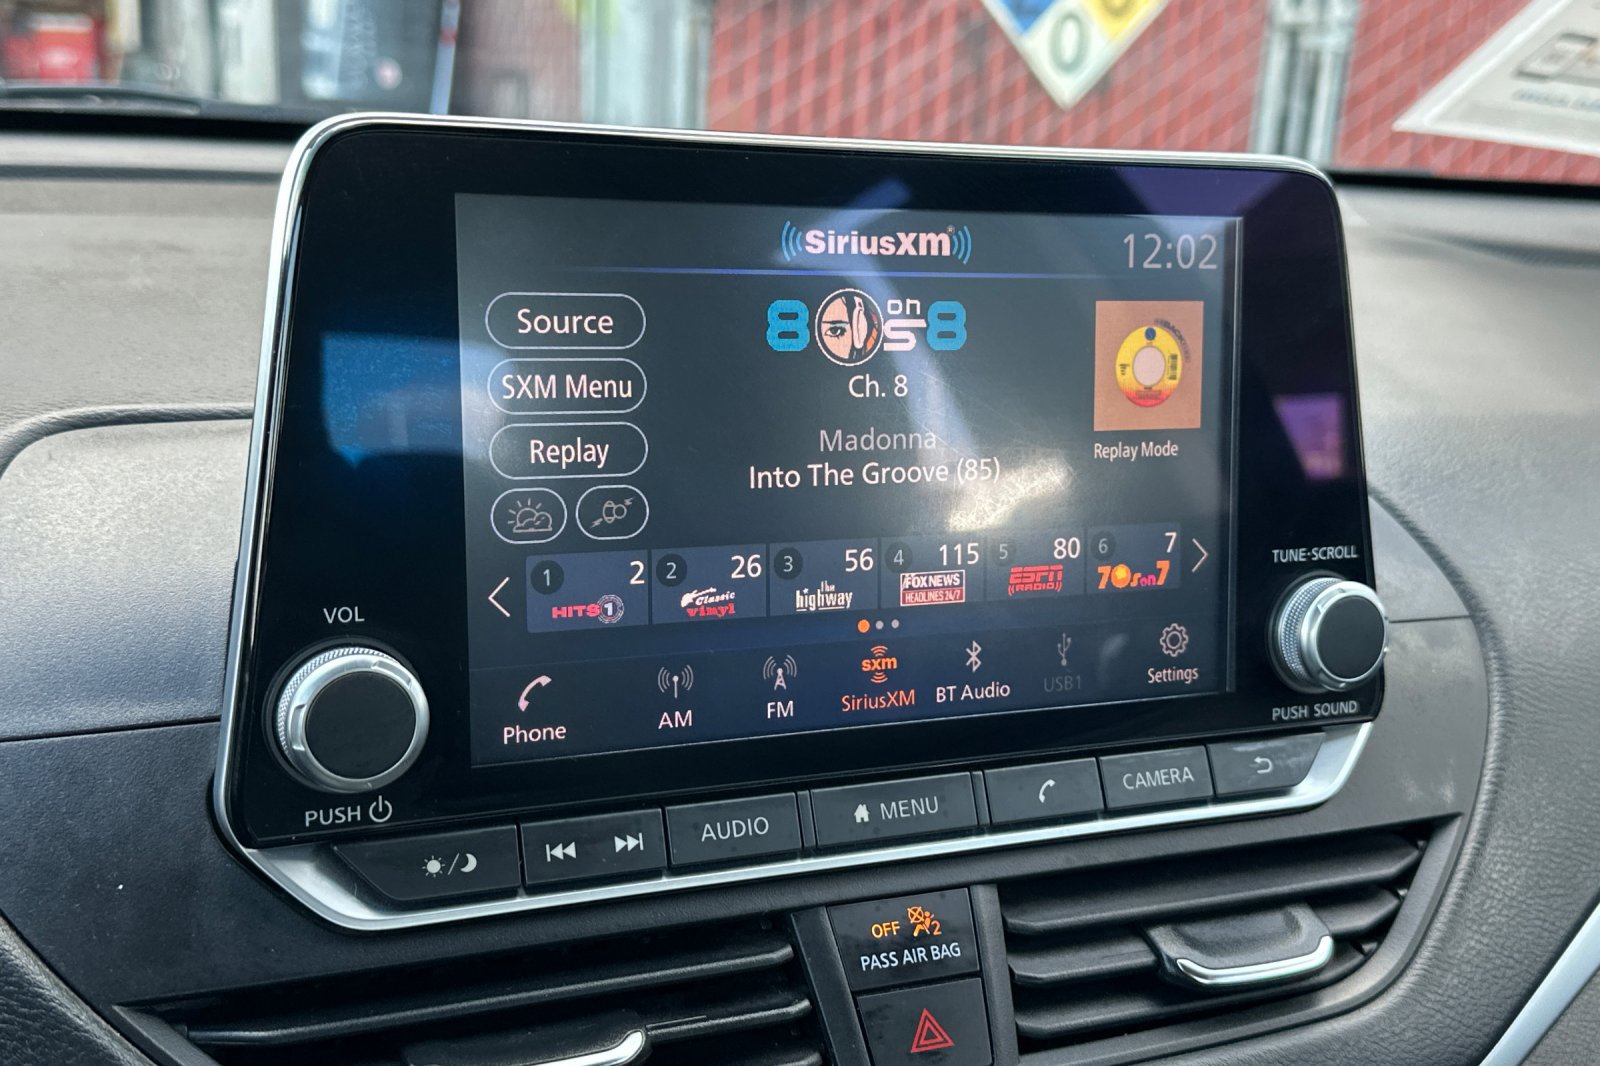 0
SiriusXM
12:02
Source
8 on 8
SXM Menu
Ch. 8
Replay
Madonna
Into The Groove (85)
Replay Mode
1 2 HITS 1
2 26 Classic vinyl
3 56 the highway
4 115 FOX NEWS HEADLINES 24/7
5 80 ESPN RADIO
6 7 70s on 7
Phone
AM
FM
sxm
SiriusXM
BT Audio
USB1
Settings
VOL
PUSH
TUNE·SCROLL
PUSH SOUND
AUDIO
MENU
CAMERA
OFF 2
PASS AIR BAG